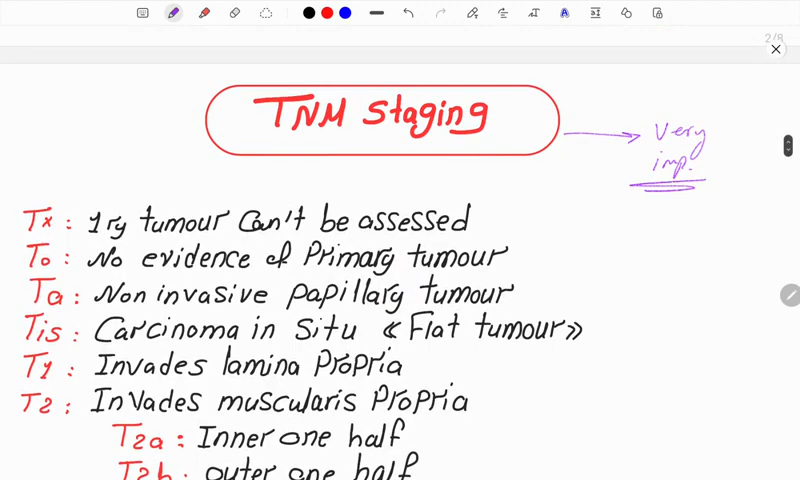 2/8
TNM Staging
Very
imp.
Tx : 1ry tumour Can't be assessed
To : No evidence of Primary tumour
Ta : Non invasive papillary tumour
Tis : Carcinoma in Situ « Flat tumour »
T1 : Invades lamina Propria
T2 : Invades muscularis Propria
T2a : Inner one half
T2b : outer one half